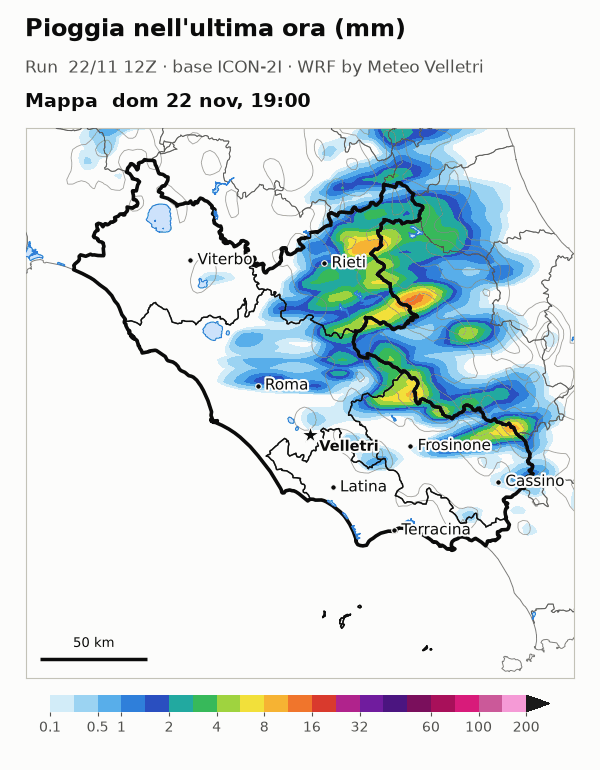 Pioggia nell'ultima ora (mm)
Run  22/11 12Z · base ICON-2I · WRF by Meteo Velletri
Mappa  dom 22 nov, 19:00
Viterbo
Rieti
Roma
Velletri
Frosinone
Latina
Cassino
Terracina
50 km
0.1 0.5 1 2 4 8 16 32 60 100 200